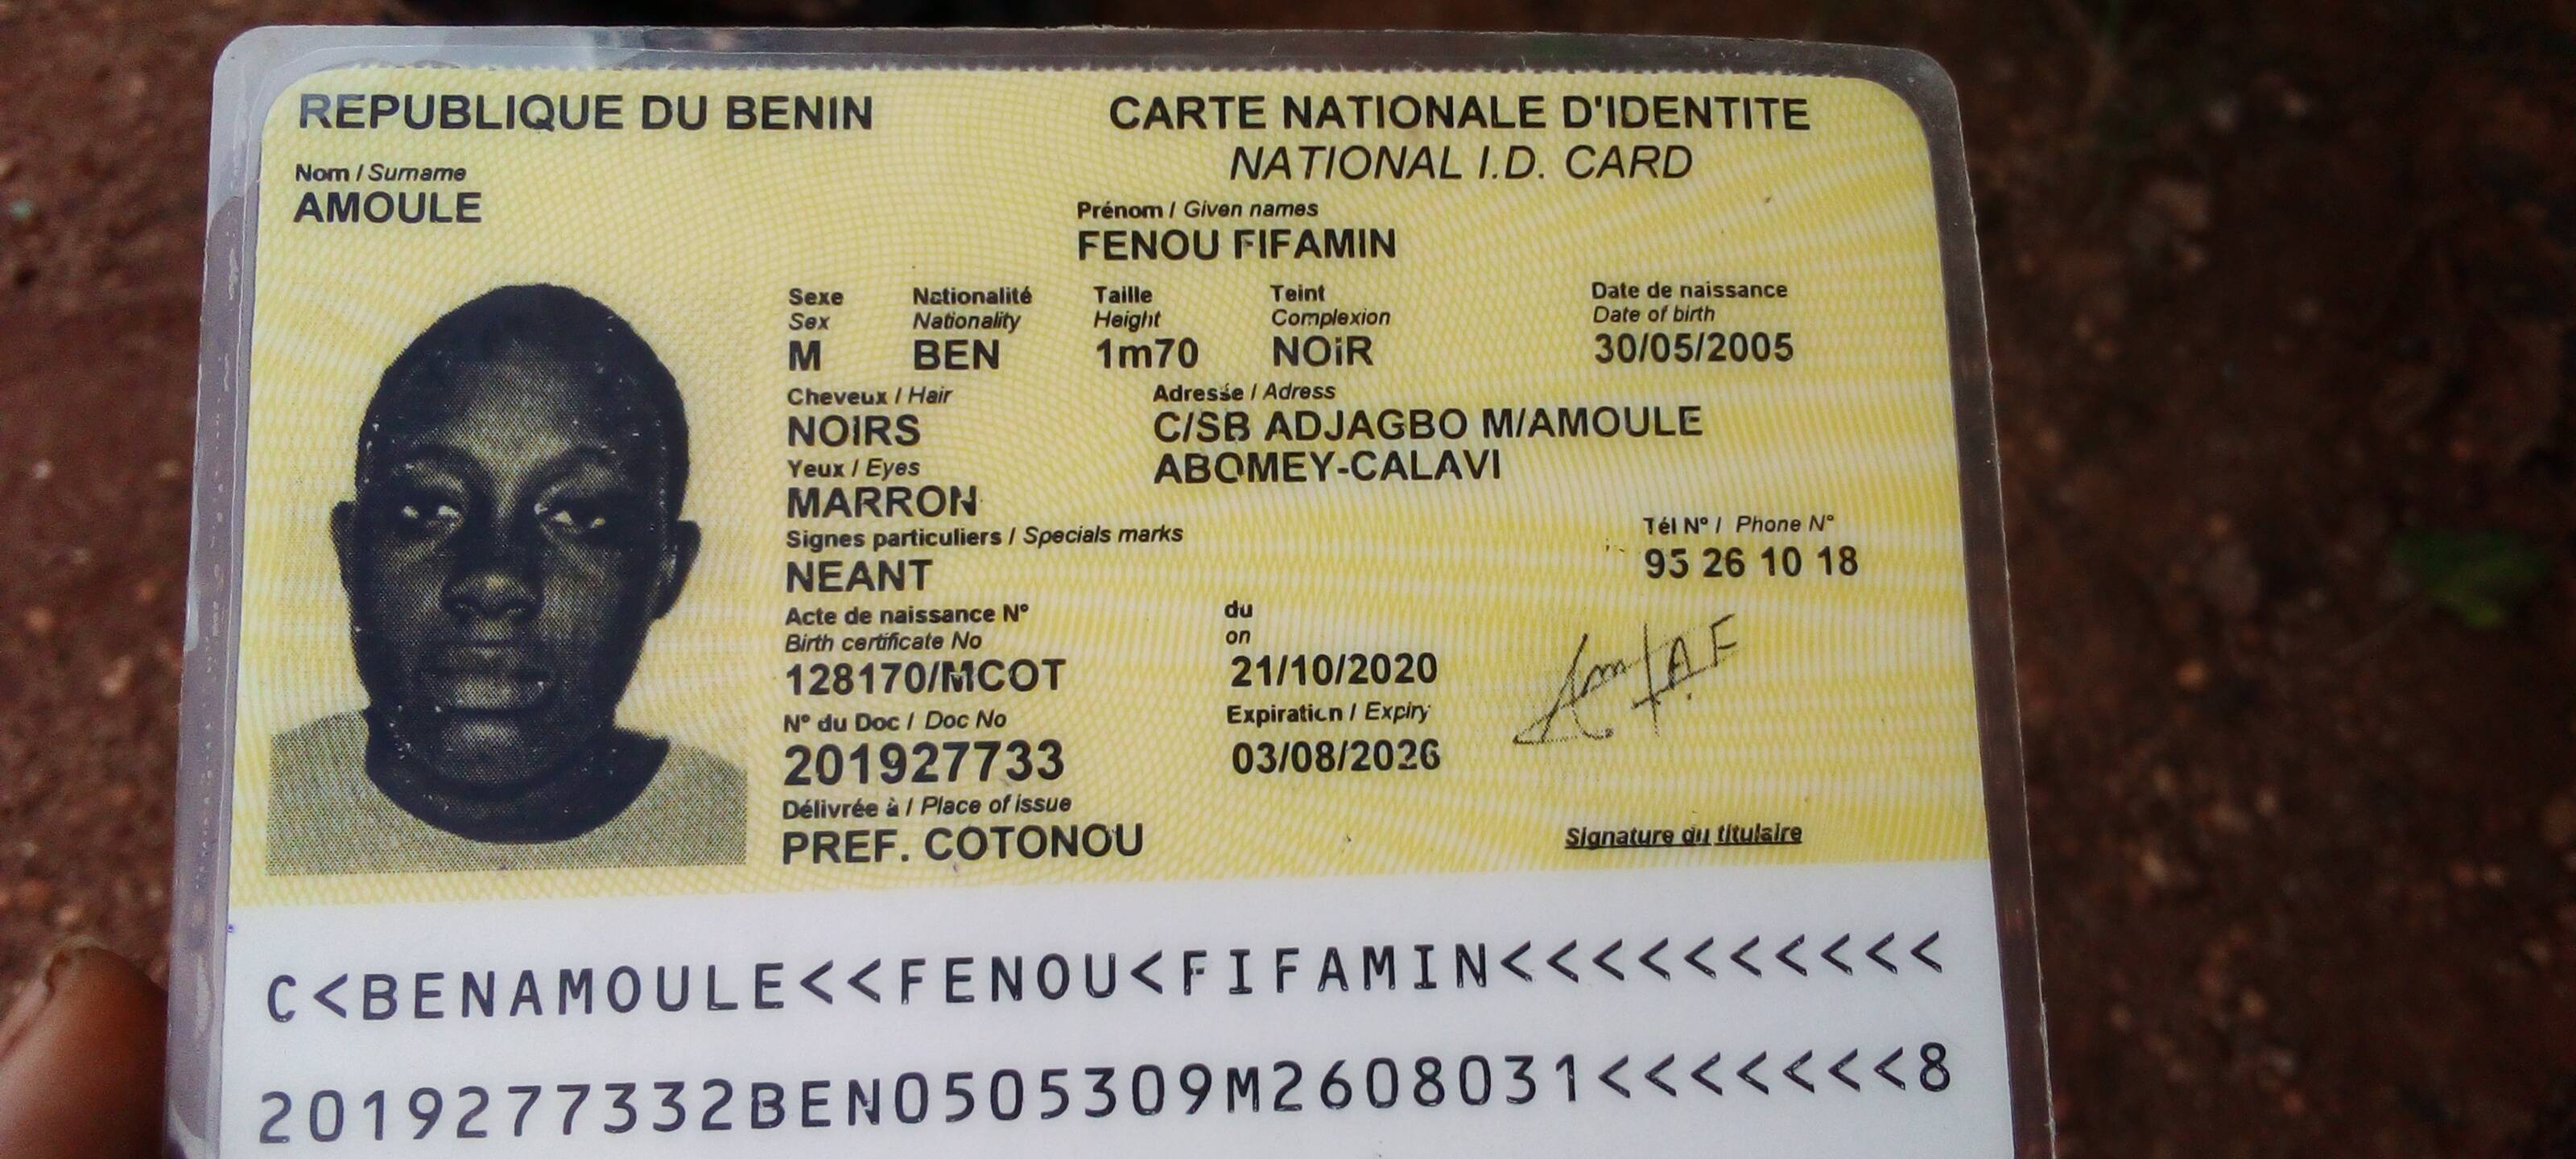 REPUBLIQUE DU BENIN
CARTE NATIONALE D'IDENTITE
NATIONAL I.D. CARD
Nom / Surname
AMOULE
Prénom / Given names
FENOU FIFAMIN
Sexe Nationalité Taille Teint Date de naissance
Sex Nationality Height Complexion Date of birth
M BEN 1m70 NOiR 30/05/2005
Cheveux / Hair Adresse / Adress
NOIRS C/SB ADJAGBO M/AMOULE
ABOMEY-CALAVI
Yeux / Eyes
MARRON
Signes particuliers / Specials marks Tél N° / Phone N°
NEANT 95 26 10 18
Acte de naissance N° du
Birth certificate No on
128170/MCOT 21/10/2020
N° du Doc / Doc No Expiration / Expiry
201927733 03/08/2026
Délivrée à / Place of issue
PREF. COTONOU
Signature du titulaire
C<BENAMOULE<<FENOU<FIFAMIN<<<<<<<<<<
2019277332BEN0505309M2608031<<<<<<<8